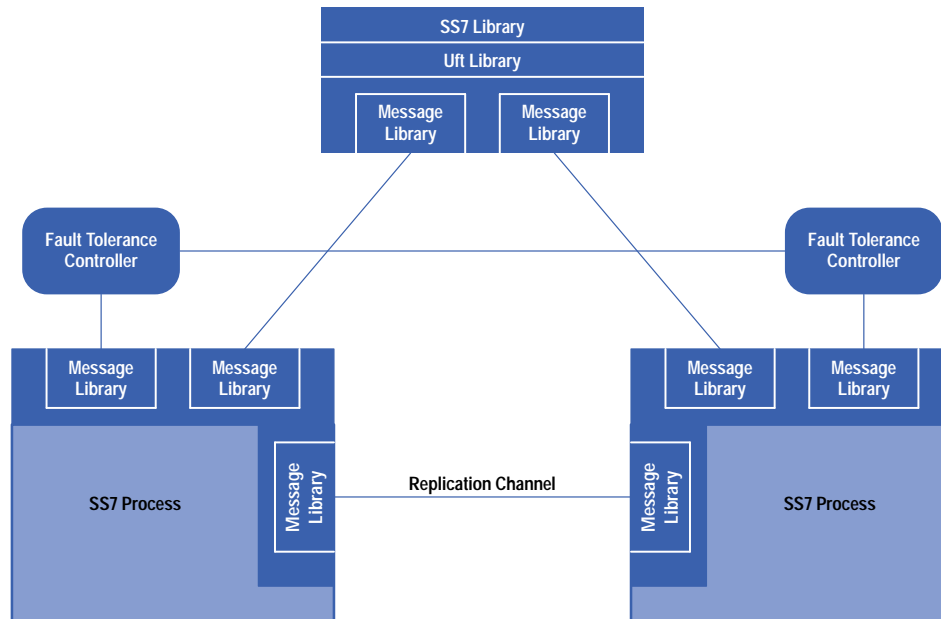 SS7 Library
Uft Library
Message
Library
Message
Library
Fault Tolerance
Controller
Fault Tolerance
Controller
Message
Library
Message
Library
Message
Library
Message
Library
SS7 Process
Message
Library
Replication Channel
Message
Library
SS7 Process